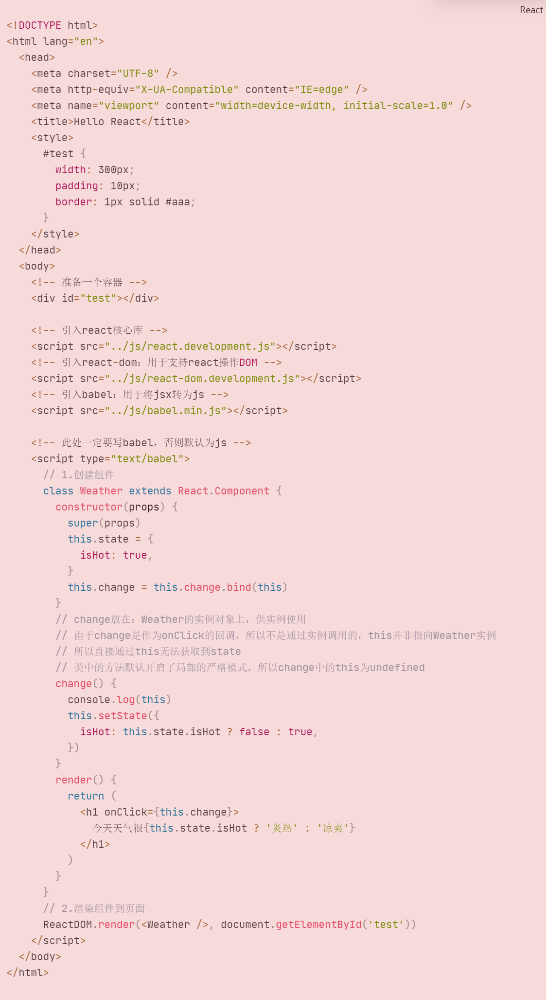 React
<!DOCTYPE html>
<html lang="en">
  <head>
    <meta charset="UTF-8" />
    <meta http-equiv="X-UA-Compatible" content="IE=edge" />
    <meta name="viewport" content="width=device-width, initial-scale=1.0" />
    <title>Hello React</title>
    <style>
      #test {
        width: 300px;
        padding: 10px;
        border: 1px solid #aaa;
      }
    </style>
  </head>
  <body>
    <!-- 准备一个容器 -->
    <div id="test"></div>

    <!-- 引入react核心库 -->
    <script src="../js/react.development.js"></script>
    <!-- 引入react-dom：用于支持react操作DOM -->
    <script src="../js/react-dom.development.js"></script>
    <!-- 引入babel：用于将jsx转为js -->
    <script src="../js/babel.min.js"></script>

    <!-- 此处一定要写babel，否则默认为js -->
    <script type="text/babel">
      // 1.创建组件
      class Weather extends React.Component {
        constructor(props) {
          super(props)
          this.state = {
            isHot: true,
          }
          this.change = this.change.bind(this)
        }
        // change放在：Weather的实例对象上，供实例使用
        // 由于change是作为onClick的回调，所以不是通过实例调用的，this并非指向Weather实例
        // 所以直接通过this无法获取到state
        // 类中的方法默认开启了局部的严格模式，所以change中的this为undefined
        change() {
          console.log(this)
          this.setState({
            isHot: this.state.isHot ? false : true,
          })
        }
        render() {
          return (
            <h1 onClick={this.change}>
              今天天气很{this.state.isHot ? '炎热' : '凉爽'}
            </h1>
          )
        }
      }
      // 2.渲染组件到页面
      ReactDOM.render(<Weather />, document.getElementById('test'))
    </script>
  </body>
</html>